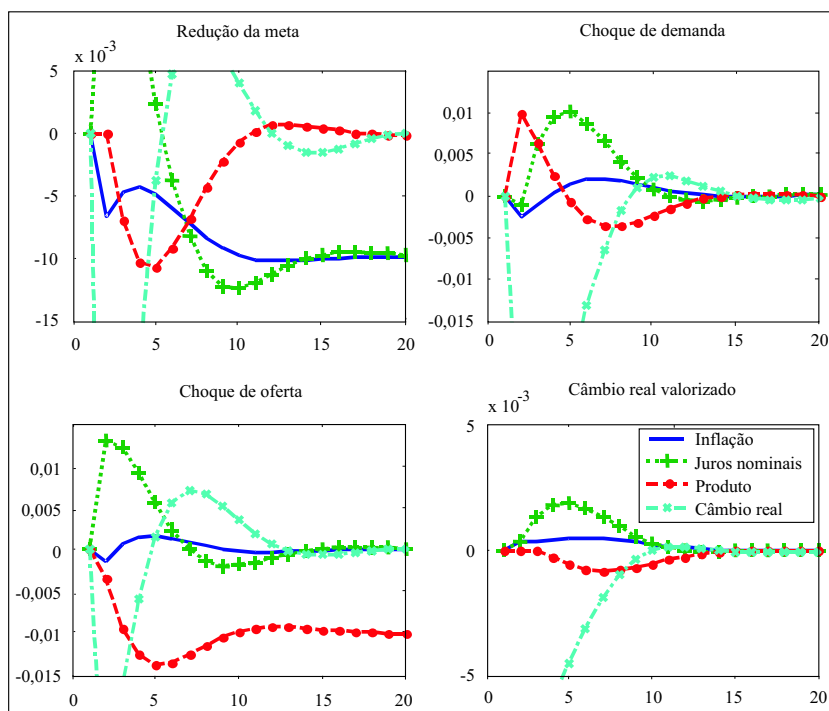 Redução da meta
x 10-3
5
0
-5
-10
-15
0 5 10 15 20
Choque de demanda
0,01
0,005
0
-0,005
-0,01
-0,015
0 5 10 15 20
Choque de oferta
0,01
0,005
0
-0,005
-0,01
-0,015
0 5 10 15 20
Câmbio real valorizado
x 10-3
5
0
-5
0 5 10 15 20
Inflação
Juros nominais
Produto
Câmbio real